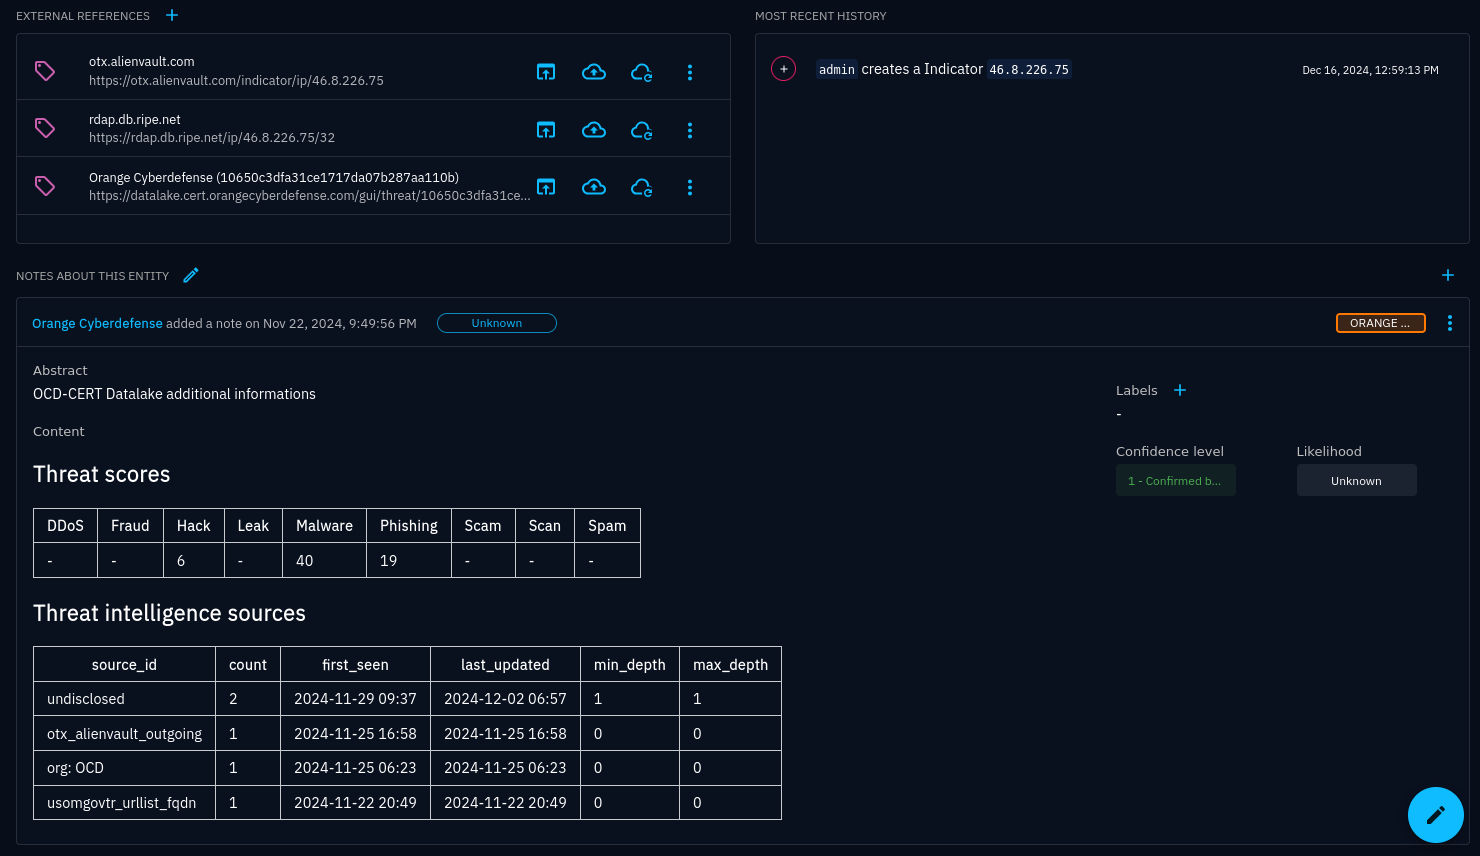 EXTERNAL REFERENCES
otx.alienvault.com
https://otx.alienvault.com/indicator/ip/46.8.226.75
rdap.db.ripe.net
https://rdap.db.ripe.net/ip/46.8.226.75/32
Orange Cyberdefense (10650c3dfa31ce1717da07b287aa110b)
https://datalake.cert.orangecyberdefense.com/gui/threat/10650c3dfa31ce...
MOST RECENT HISTORY
admin creates a Indicator 46.8.226.75 Dec 16, 2024, 12:59:13 PM
NOTES ABOUT THIS ENTITY
Orange Cyberdefense added a note on Nov 22, 2024, 9:49:56 PM Unknown ORANGE ...
Abstract
OCD-CERT Datalake additional informations
Content
Threat scores
DDoS Fraud Hack Leak Malware Phishing Scam Scan Spam
- - 6 - 40 19 - - -
Threat intelligence sources
source_id count first_seen last_updated min_depth max_depth
undisclosed 2 2024-11-29 09:37 2024-12-02 06:57 1 1
otx_alienvault_outgoing 1 2024-11-25 16:58 2024-11-25 16:58 0 0
org: OCD 1 2024-11-25 06:23 2024-11-25 06:23 0 0
usomgovtr_urllist_fqdn 1 2024-11-22 20:49 2024-11-22 20:49 0 0
Labels
-
Confidence level Likelihood
1 - Confirmed b... Unknown